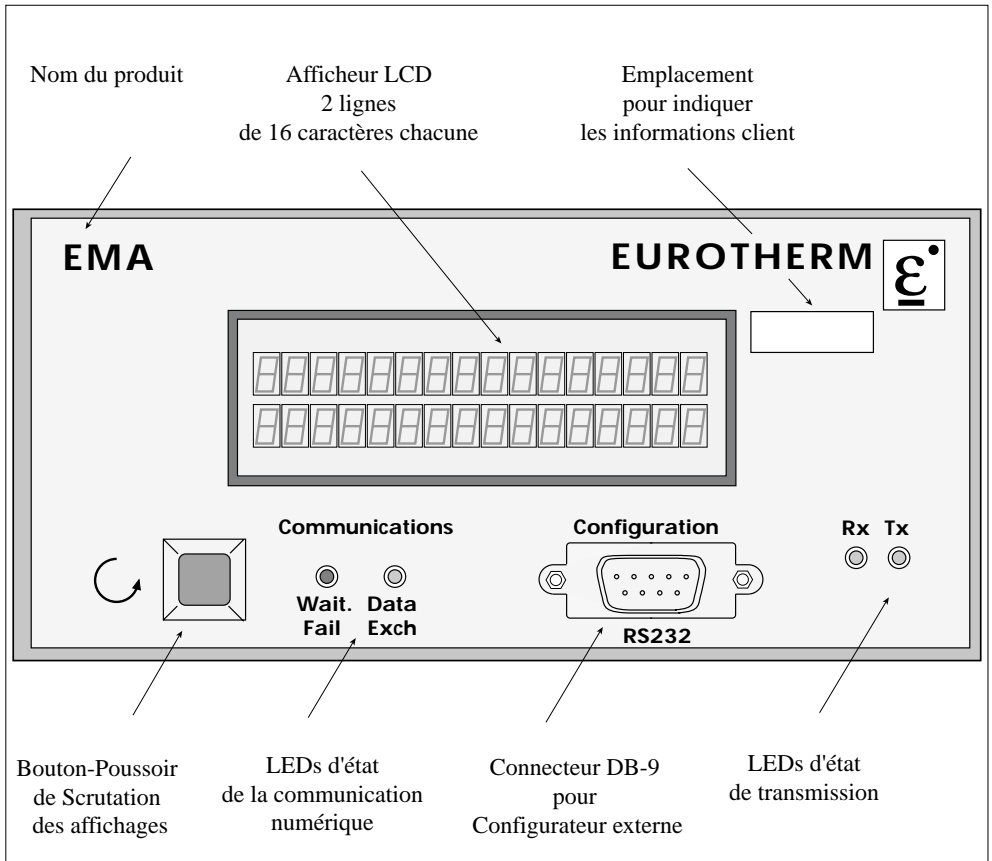 Nom du produit
Afficheur LCD
2 lignes
de 16 caractères chacune
Emplacement
pour indiquer
les informations client
EMA
EUROTHERM
Communications
Configuration
Rx Tx
Wait. Data
Fail Exch
RS232
Bouton-Poussoir
de Scrutation
des affichages
LEDs d'état
de la communication
numérique
Connecteur DB-9
pour
Configurateur externe
LEDs d'état
de transmission